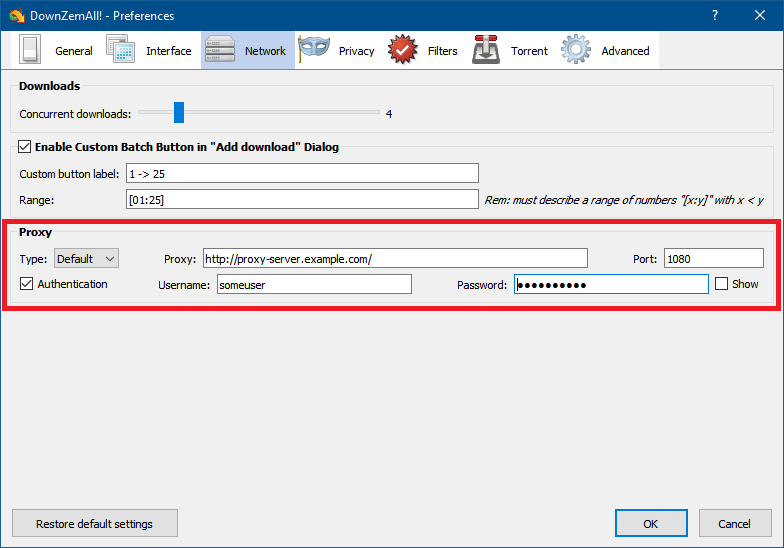 DownZemAll! - Preferences
General Interface Network Privacy Filters Torrent Advanced
Downloads
Concurrent downloads: 4
Enable Custom Batch Button in "Add download" Dialog
Custom button label: 1 -> 25
Range: [01:25] Rem: must describe a range of numbers "[x:y]" with x < y
Proxy
Type: Default Proxy: http://proxy-server.example.com/ Port: 1080
Authentication Username: someuser Password: ●●●●●●●●●● Show
Restore default settings OK Cancel